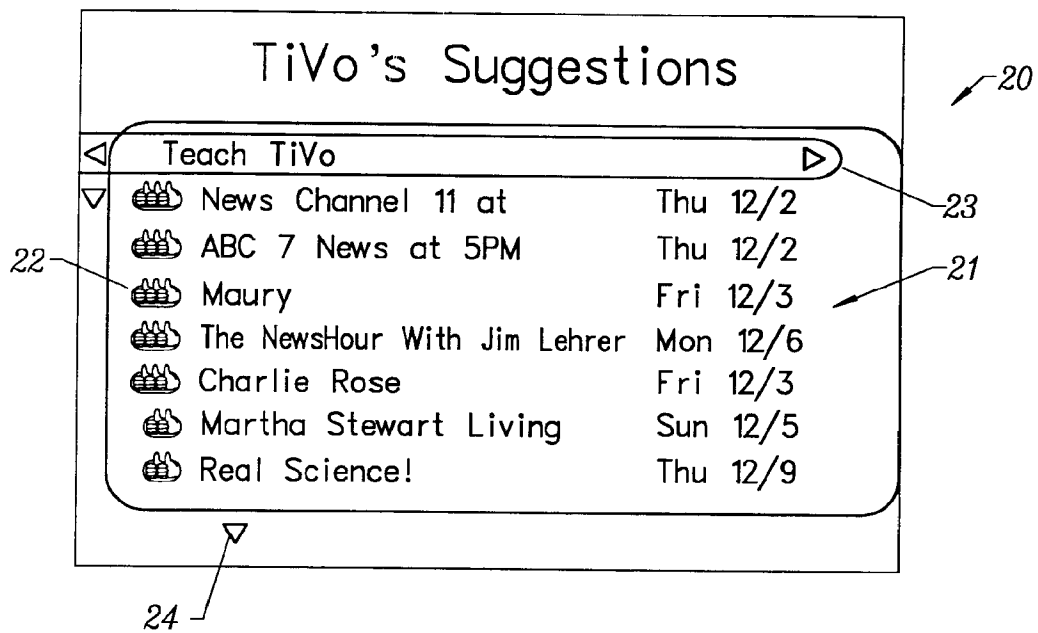 TiVo's Suggestions
20
Teach TiVo
23
News Channel 11 at Thu 12/2
ABC 7 News at 5PM Thu 12/2
22
21
Maury Fri 12/3
The NewsHour With Jim Lehrer Mon 12/6
Charlie Rose Fri 12/3
Martha Stewart Living Sun 12/5
Real Science! Thu 12/9
24